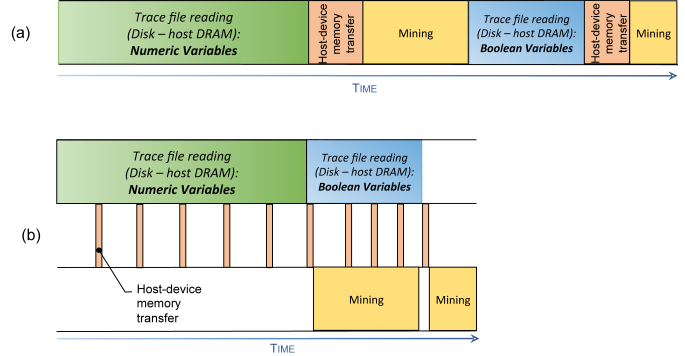 (a)
Trace file reading
(Disk – host DRAM):
Numeric Variables
Host-device
memory
transfer
Mining
Trace file reading
(Disk – host DRAM):
Boolean Variables
Host-device
memory
transfer
Mining
TIME
(b)
Trace file reading
(Disk – host DRAM):
Numeric Variables
Trace file reading
(Disk – host DRAM):
Boolean Variables
Host-device
memory
transfer
Mining
Mining
TIME